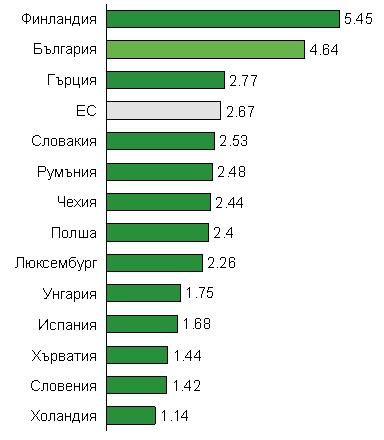 Финландия 5.45
България 4.64
Гърция 2.77
ЕС 2.67
Словакия 2.53
Румъния 2.48
Чехия 2.44
Полша 2.4
Люксембург 2.26
Унгария 1.75
Испания 1.68
Хърватия 1.44
Словения 1.42
Холандия 1.14